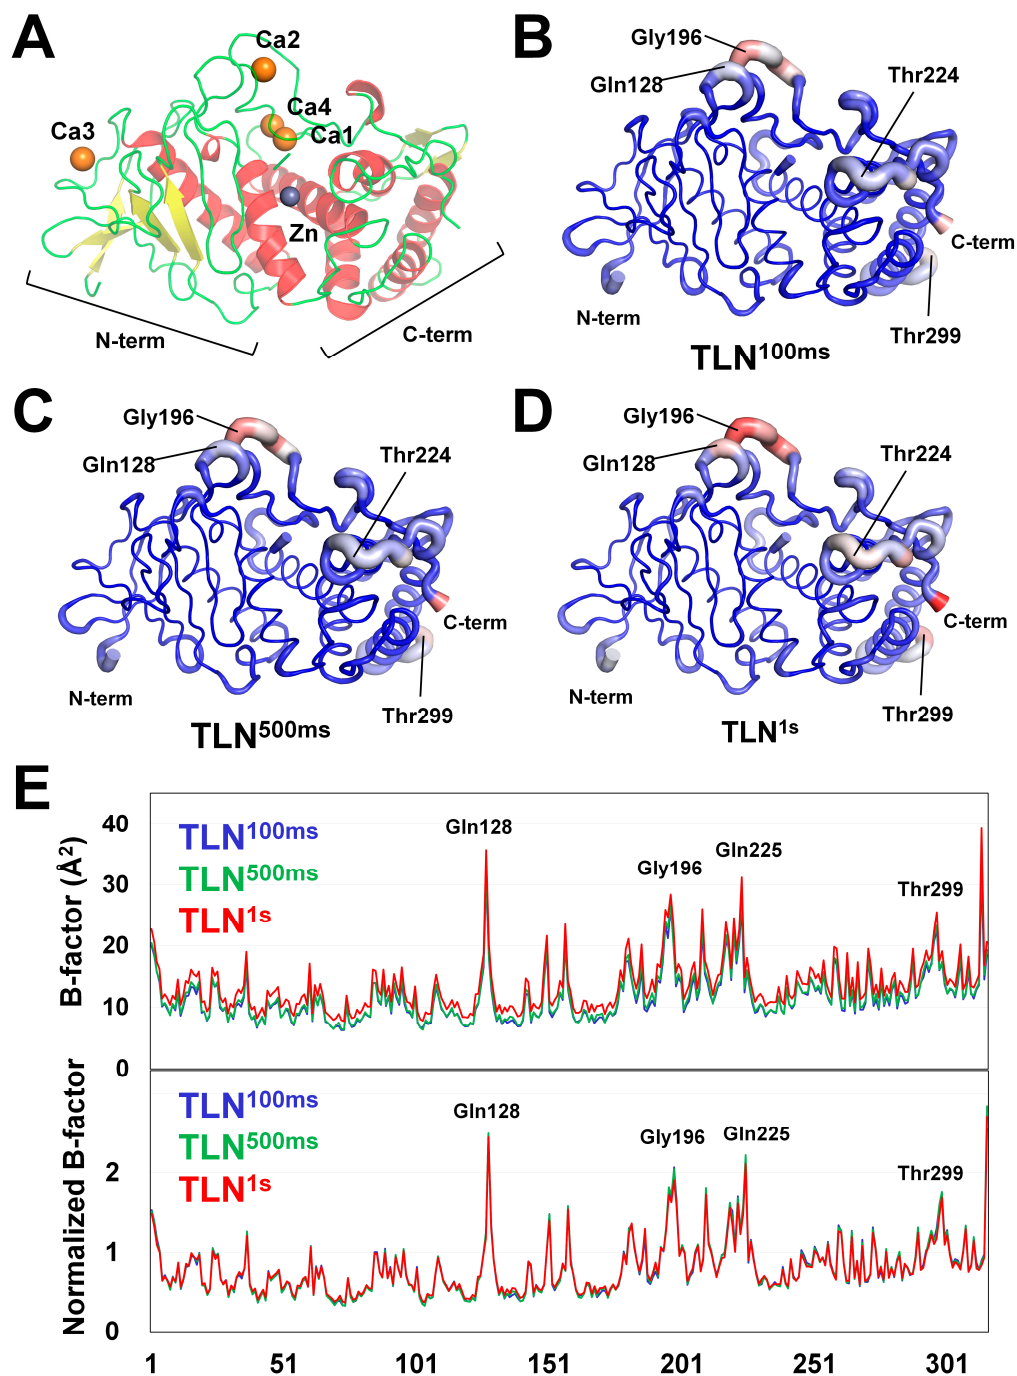 A
Ca2
Ca4
Ca1
Ca3
Zn
N-term
C-term
B
Gly196
Gln128
Thr224
C-term
N-term
Thr299
TLN100ms
C
Gly196
Gln128
Thr224
C-term
N-term
Thr299
TLN500ms
D
Gly196
Gln128
Thr224
C-term
N-term
Thr299
TLN1s
E
B-factor (Å2)
40
30
20
10
0
TLN100ms
TLN500ms
TLN1s
Gln128
Gly196
Gln225
Thr299
Normalized B-factor
2
1
0
TLN100ms
TLN500ms
TLN1s
Gln128
Gly196
Gln225
Thr299
1 51 101 151 201 251 301